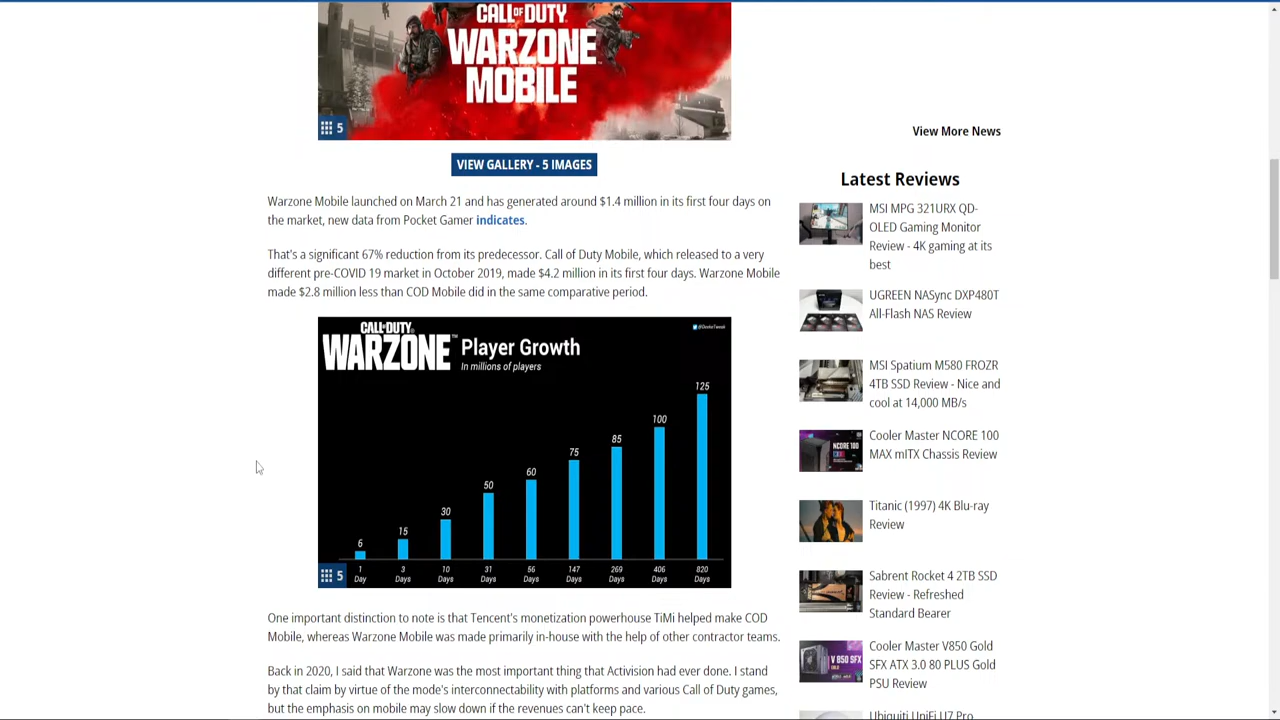 CALL OF DUTY
WARZONE
MOBILE
5
VIEW GALLERY - 5 IMAGES
Warzone Mobile launched on March 21 and has generated around $1.4 million in its first four days on
the market, new data from Pocket Gamer indicates.
That's a significant 67% reduction from its predecessor. Call of Duty Mobile, which released to a very
different pre-COVID 19 market in October 2019, made $4.2 million in its first four days. Warzone Mobile
made $2.8 million less than COD Mobile did in the same comparative period.
CALL OF DUTY
WARZONE™
Player Growth
In millions of players
@DeekeTweak
6
15
30
50
60
75
85
100
125
1
Day
3
Days
10
Days
31
Days
56
Days
147
Days
269
Days
406
Days
820
Days
5
One important distinction to note is that Tencent's monetization powerhouse TiMi helped make COD
Mobile, whereas Warzone Mobile was made primarily in-house with the help of other contractor teams.
Back in 2020, I said that Warzone was the most important thing that Activision had ever done. I stand
by that claim by virtue of the mode's interconnectability with platforms and various Call of Duty games,
but the emphasis on mobile may slow down if the revenues can't keep pace.
View More News
Latest Reviews
MSI MPG 321URX QD-
OLED Gaming Monitor
Review - 4K gaming at its
best
UGREEN NASync DXP480T
All-Flash NAS Review
MSI Spatium M580 FROZR
4TB SSD Review - Nice and
cool at 14,000 MB/s
Cooler Master NCORE 100
MAX mITX Chassis Review
NCORE 100
Titanic (1997) 4K Blu-ray
Review
Sabrent Rocket 4 2TB SSD
Review - Refreshed
Standard Bearer
Cooler Master V850 Gold
SFX ATX 3.0 80 PLUS Gold
PSU Review
V 850 SFX
Ubiquiti UniFi U7 Pro